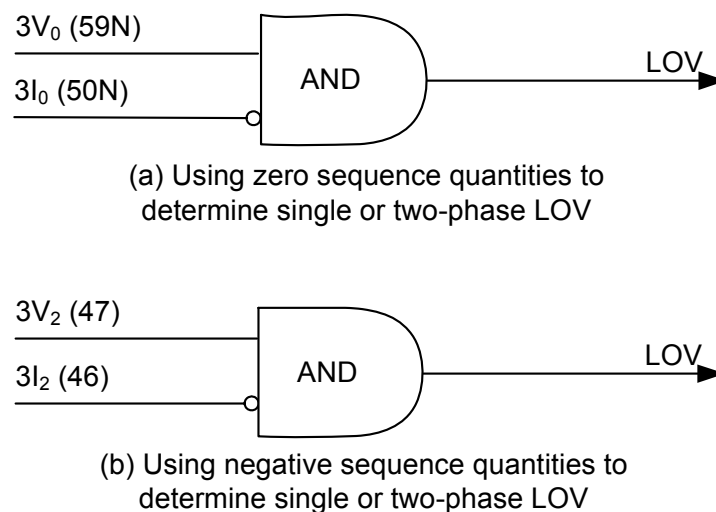 3V₀ (59N)
LOV
AND
3I₀ (50N)
(a) Using zero sequence quantities to
determine single or two-phase LOV
3V₂ (47)
LOV
AND
3I₂ (46)
(b) Using negative sequence quantities to
determine single or two-phase LOV